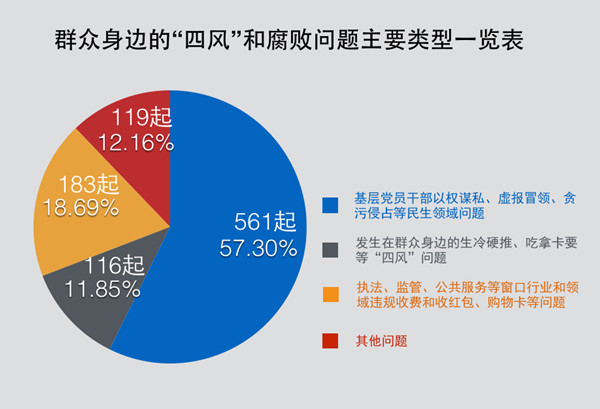 群众身边的“四风”和腐败问题主要类型一览表
119起
12.16%
183起
18.69%
561起
57.30%
116起
11.85%
基层党员干部以权谋私、虚报冒领、贪
污侵占等民生领域问题
发生在群众身边的生冷硬推、吃拿卡要
等“四风”问题
执法、监管、公共服务等窗口行业和领
域违规收费和收红包、购物卡等问题
其他问题